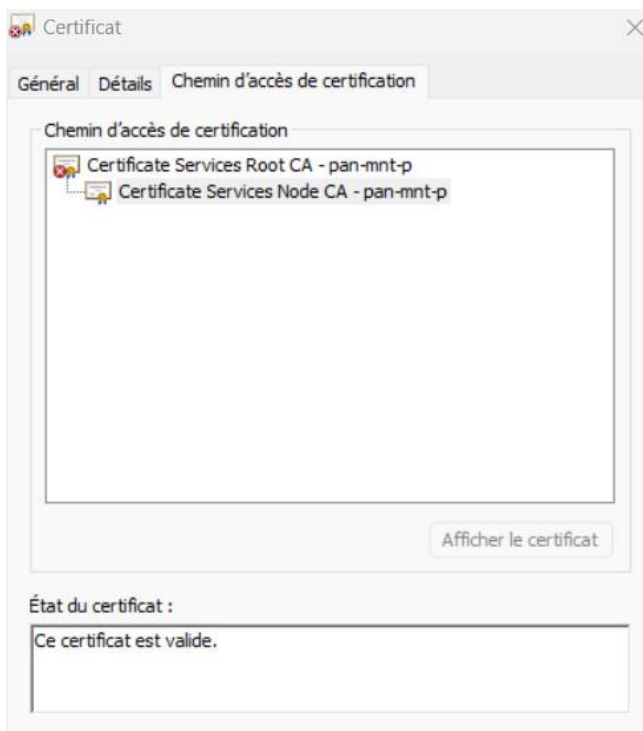 Certificat
Général Détails Chemin d'accès de certification
Chemin d'accès de certification
Certificate Services Root CA - pan-mnt-p
Certificate Services Node CA - pan-mnt-p
Afficher le certificat
État du certificat :
Ce certificat est valide.